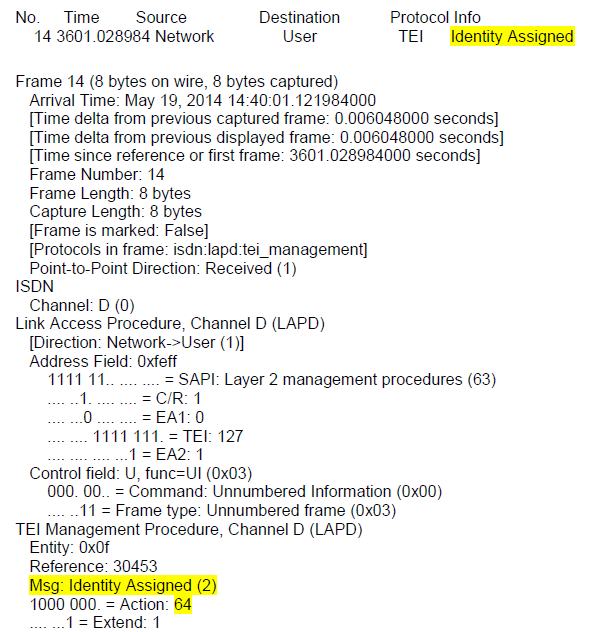 No. Time Source Destination Protocol Info
14 3601.028984 Network User TEI Identity Assigned
Frame 14 (8 bytes on wire, 8 bytes captured)
Arrival Time: May 19, 2014 14:40:01.121984000
[Time delta from previous captured frame: 0.006048000 seconds]
[Time delta from previous displayed frame: 0.006048000 seconds]
[Time since reference or first frame: 3601.028984000 seconds]
Frame Number: 14
Frame Length: 8 bytes
Capture Length: 8 bytes
[Frame is marked: False]
[Protocols in frame: isdn:lapd:tei_management]
Point-to-Point Direction: Received (1)
ISDN
Channel: D (0)
Link Access Procedure, Channel D (LAPD)
[Direction: Network->User (1)]
Address Field: 0xfeff
1111 11.. .... .... = SAPI: Layer 2 management procedures (63)
.... ..1. .... .... = C/R: 1
.... ...0 .... .... = EA1: 0
.... .... 1111 111. = TEI: 127
.... .... .... ...1 = EA2: 1
Control field: U, func=UI (0x03)
000. 00.. = Command: Unnumbered Information (0x00)
.... ..11 = Frame type: Unnumbered frame (0x03)
TEI Management Procedure, Channel D (LAPD)
Entity: 0x0f
Reference: 30453
Msg: Identity Assigned (2)
1000 000. = Action: 64
.... ...1 = Extend: 1